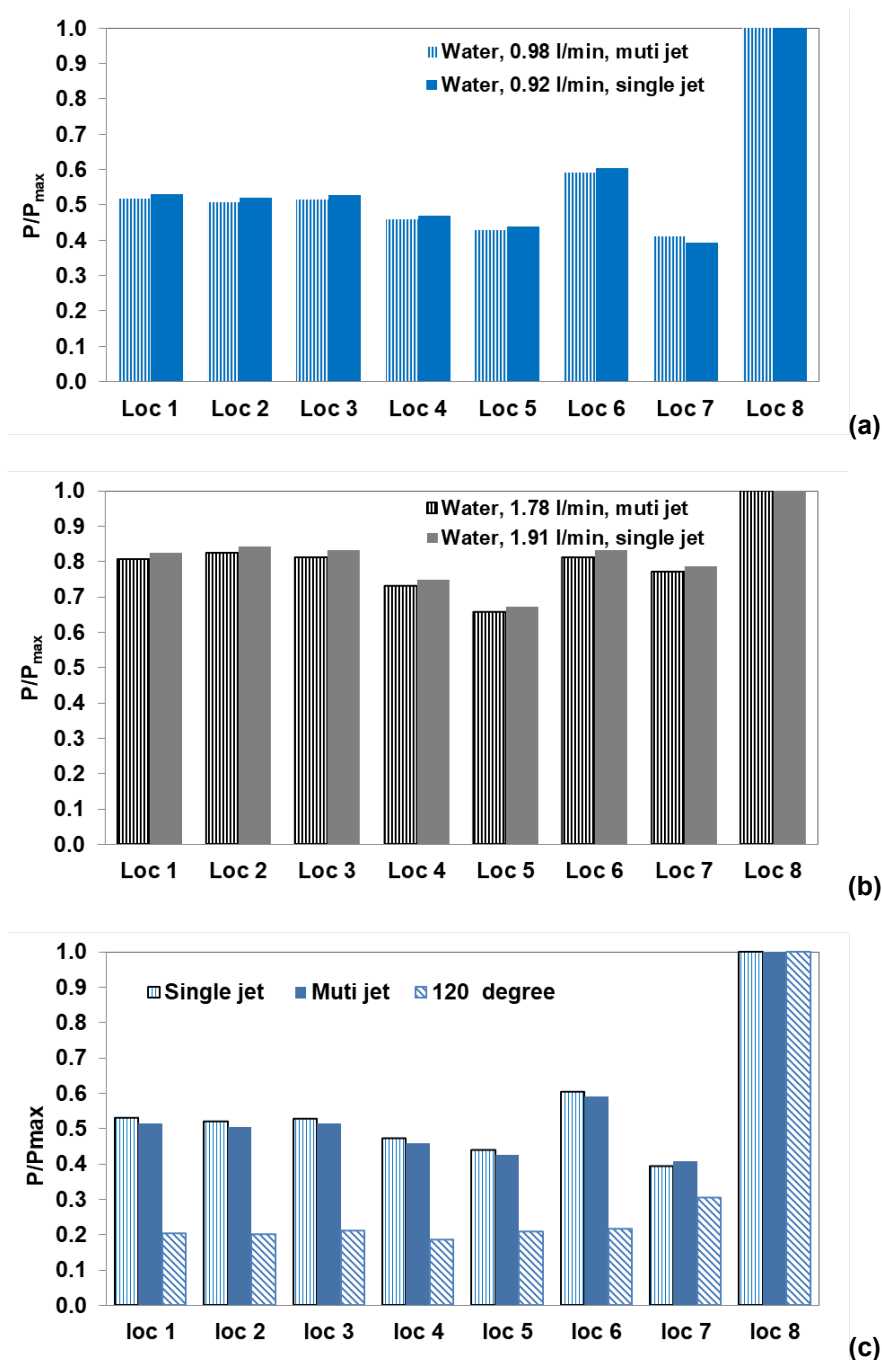 1.0
0.9
0.8
0.7
0.6
0.5
0.4
0.3
0.2
0.1
0.0
P/Pmax
Water, 0.98 l/min, muti jet
Water, 0.92 l/min, single jet
Loc 1 Loc 2 Loc 3 Loc 4 Loc 5 Loc 6 Loc 7 Loc 8
(a)
1.0
0.9
0.8
0.7
0.6
0.5
0.4
0.3
0.2
0.1
0.0
P/Pmax
Water, 1.78 l/min, muti jet
Water, 1.91 l/min, single jet
Loc 1 Loc 2 Loc 3 Loc 4 Loc 5 Loc 6 Loc 7 Loc 8
(b)
1.0
0.9
0.8
0.7
0.6
0.5
0.4
0.3
0.2
0.1
0.0
P/Pmax
Single jet Muti jet 120 degree
loc 1 loc 2 loc 3 loc 4 loc 5 loc 6 loc 7 loc 8
(c)